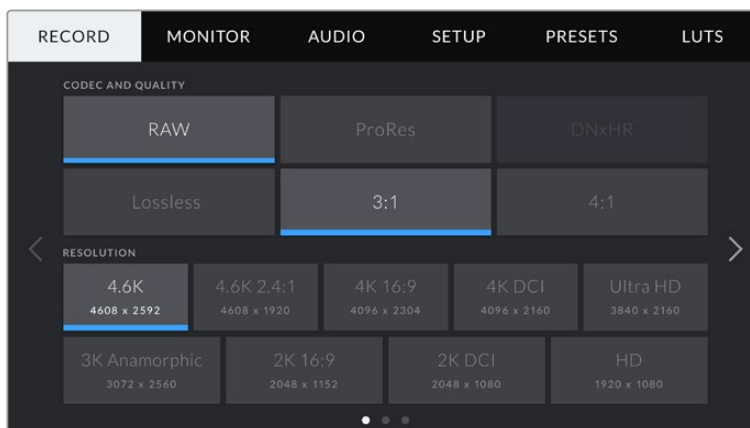 RECORD MONITOR AUDIO SETUP PRESETS LUTS
CODEC AND QUALITY
RAW ProRes DNxHR
Lossless 3:1 4:1
RESOLUTION
4.6K 4.6K 2.4:1 4K 16:9 4K DCI Ultra HD
4608 x 2592 4608 x 1920 4096 x 2304 4096 x 2160 3840 x 2160
3K Anamorphic 2K 16:9 2K DCI HD
3072 x 2560 2048 x 1152 2048 x 1080 1920 x 1080